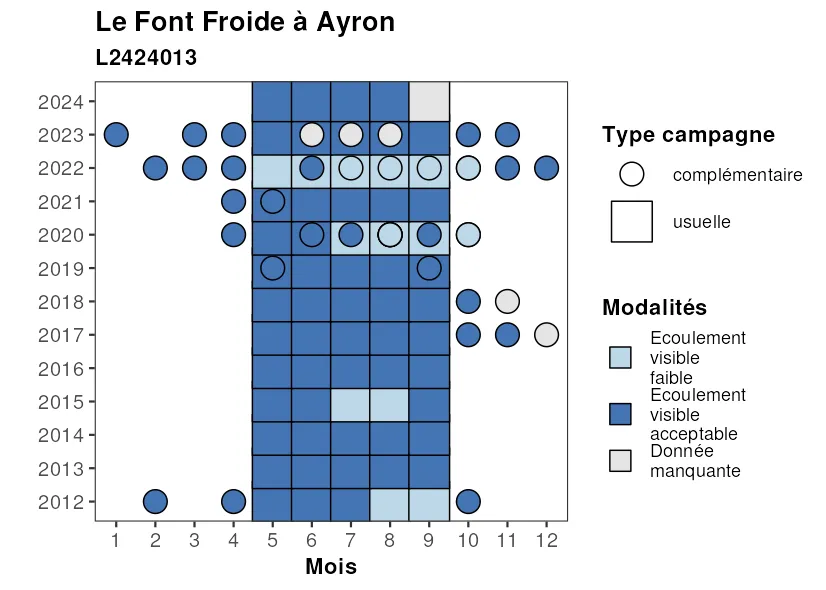 Le Font Froide à Ayron
L2424013
2024
2023
2022
2021
2020
2019
2018
2017
2016
2015
2014
2013
2012
1 2 3 4 5 6 7 8 9 10 11 12
Mois
Type campagne
complémentaire
usuelle
Modalités
Ecoulement
visible
faible
Ecoulement
visible
acceptable
Donnée
manquante